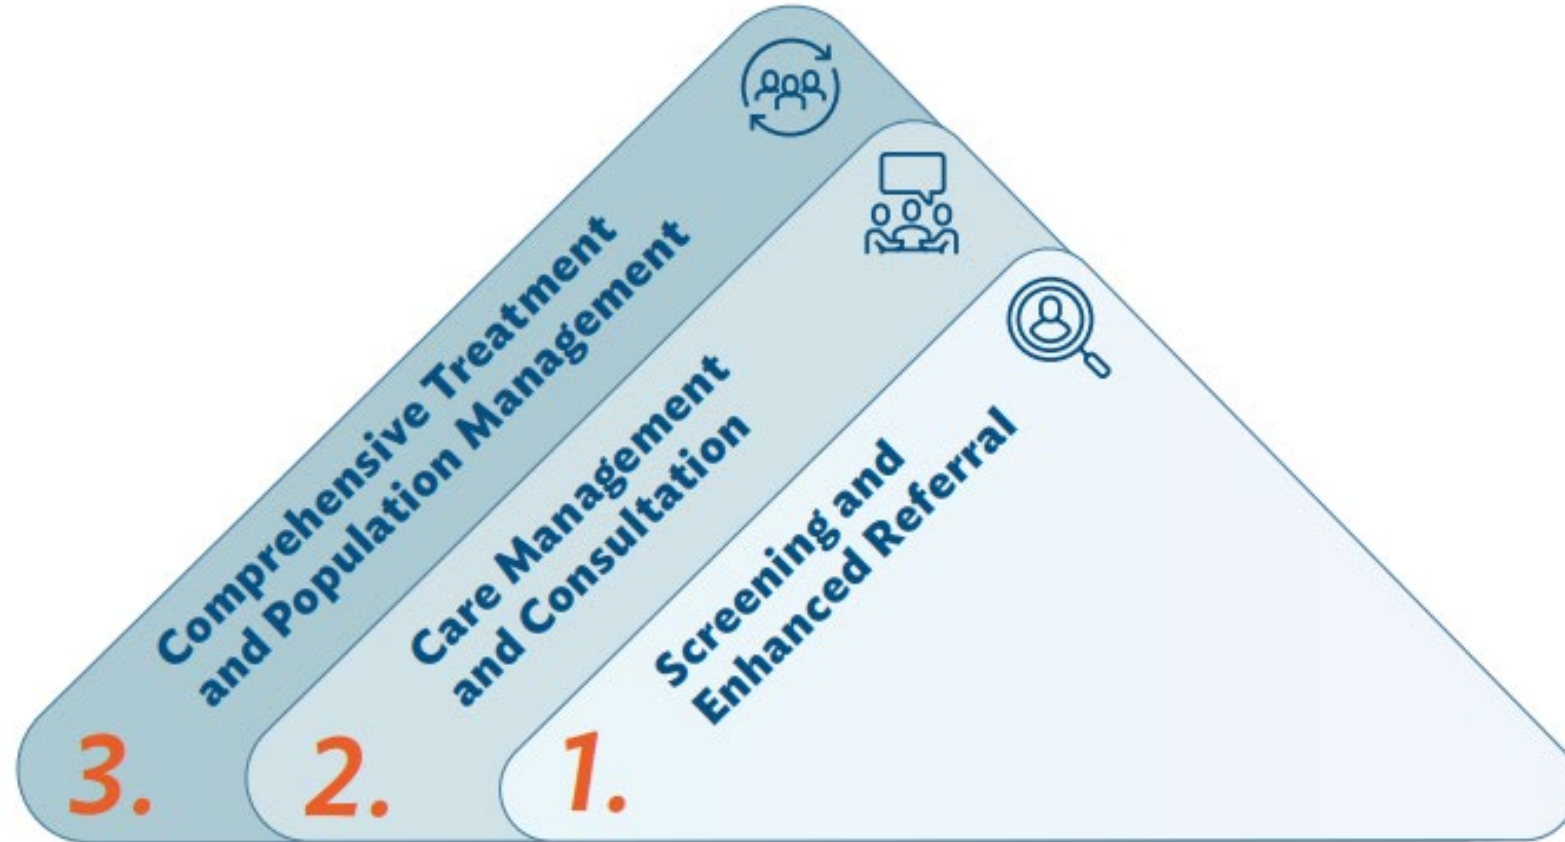 Comprehensive Treatment
and Population Management
3.
Care Management
and Consultation
2.
Screening and
Enhanced Referral
1.